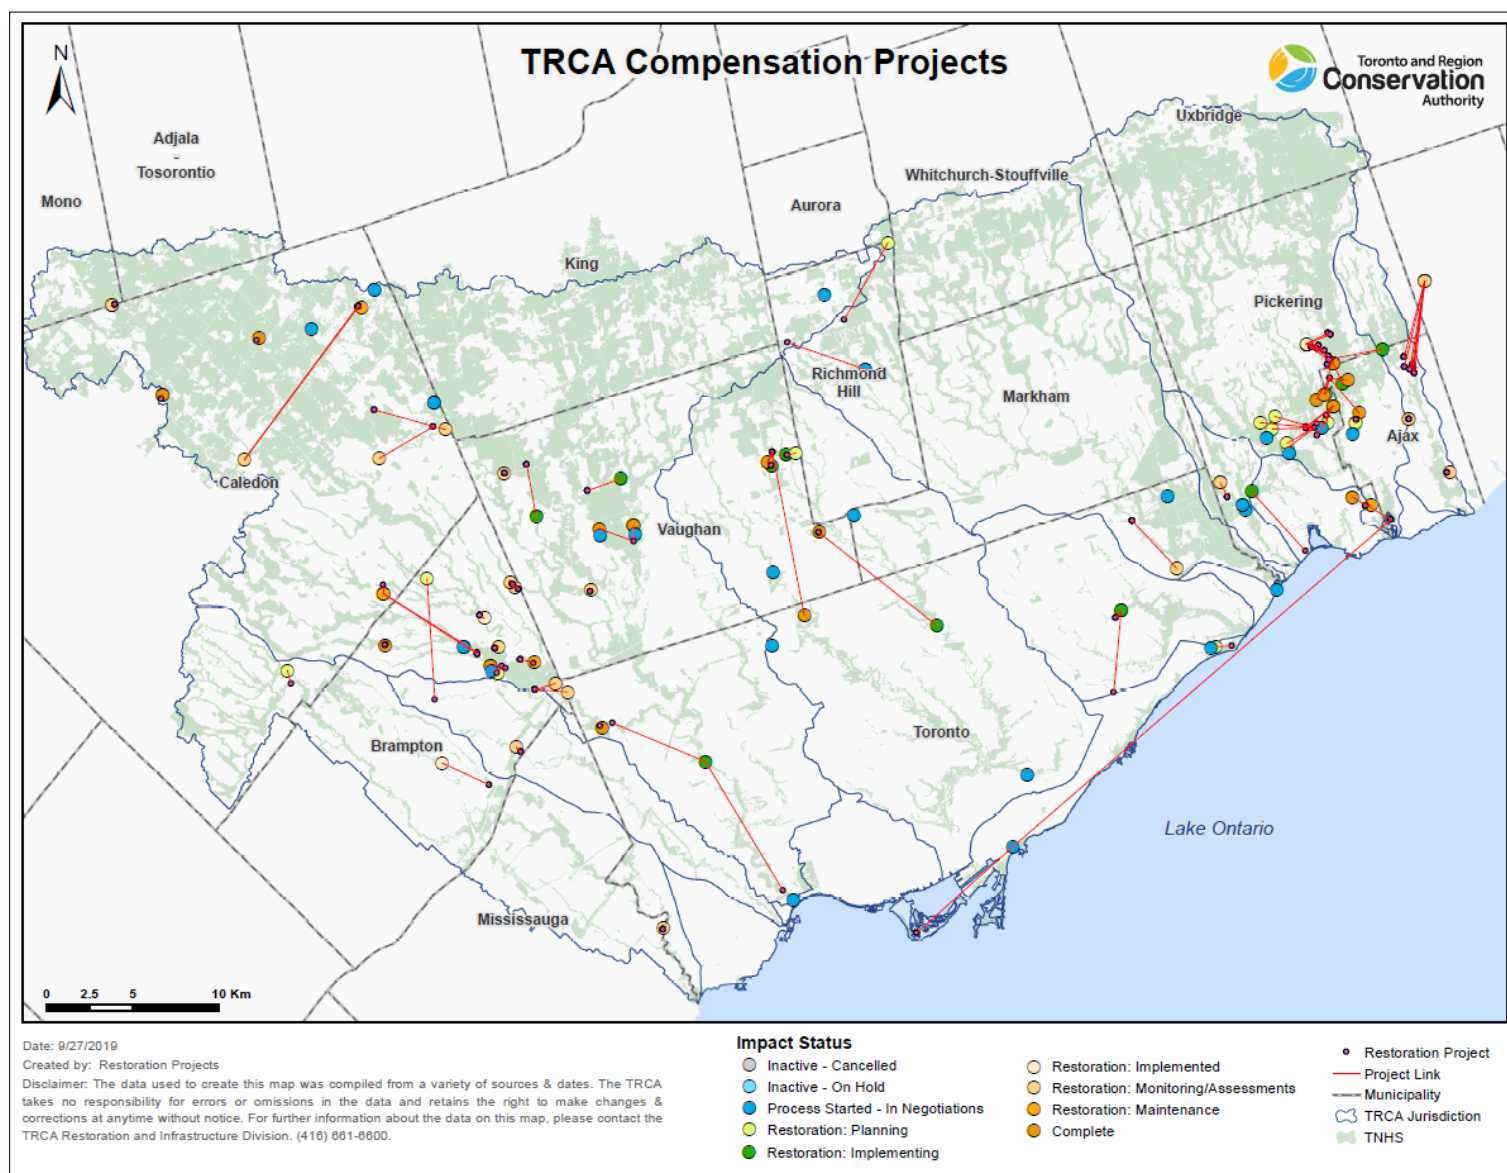 TRCA Compensation Projects
Toronto and Region
Conservation
Authority
N
Uxbridge
Adjala
-
Tosorontio
Mono
Whitchurch-Stouffville
Aurora
King
Pickering
Richmond
Hill
Markham
Ajax
Caledon
Vaughan
Toronto
Brampton
Lake Ontario
Mississauga
0 2.5 5 10 Km
Date: 9/27/2019
Created by: Restoration Projects
Disclaimer: The data used to create this map was compiled from a variety of sources & dates. The TRCA
takes no responsibility for errors or omissions in the data and retains the right to make changes &
corrections at anytime without notice. For further information about the data on this map, please contact the
TRCA Restoration and Infrastructure Division. (416) 661-6600.
Impact Status
Inactive - Cancelled
Inactive - On Hold
Process Started - In Negotiations
Restoration: Planning
Restoration: Implementing
Restoration: Implemented
Restoration: Monitoring/Assessments
Restoration: Maintenance
Complete
Restoration Project
Project Link
Municipality
TRCA Jurisdiction
TNHS